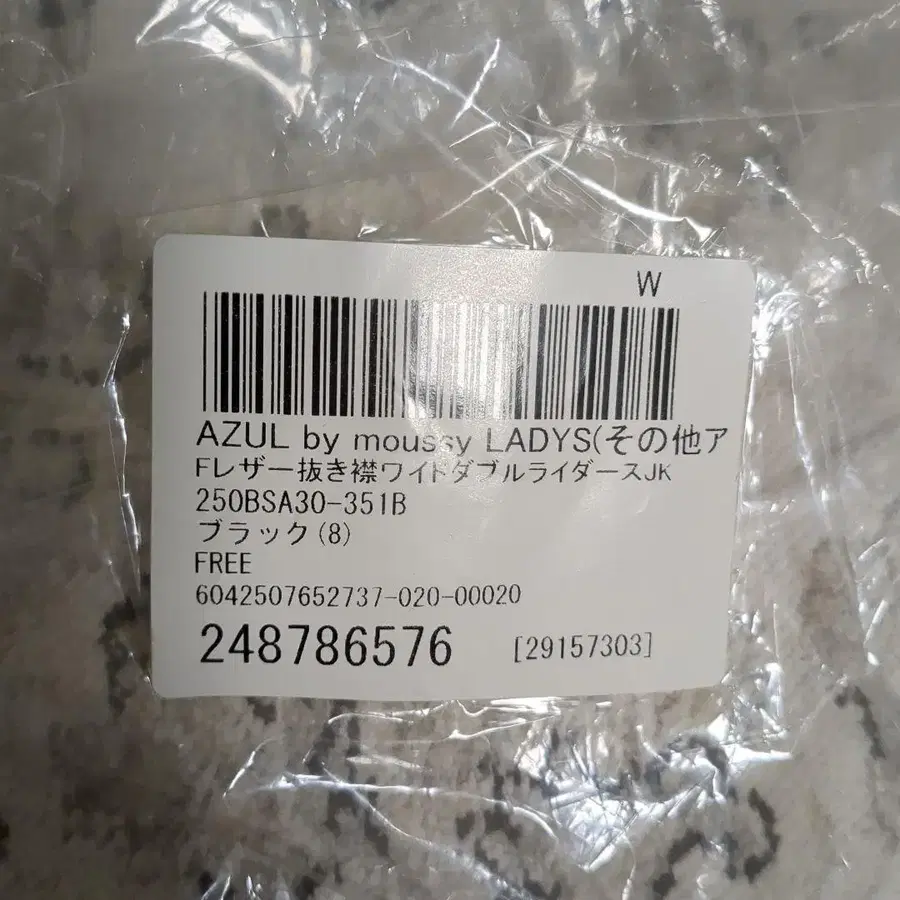 W
AZUL by moussy LADYS(その他ア
Fレザー抜き襟ワイドダブルライダースJK
250BSA30-351B
ブラック(8)
FREE
6042507652737-020-00020
248786576 [29157303]